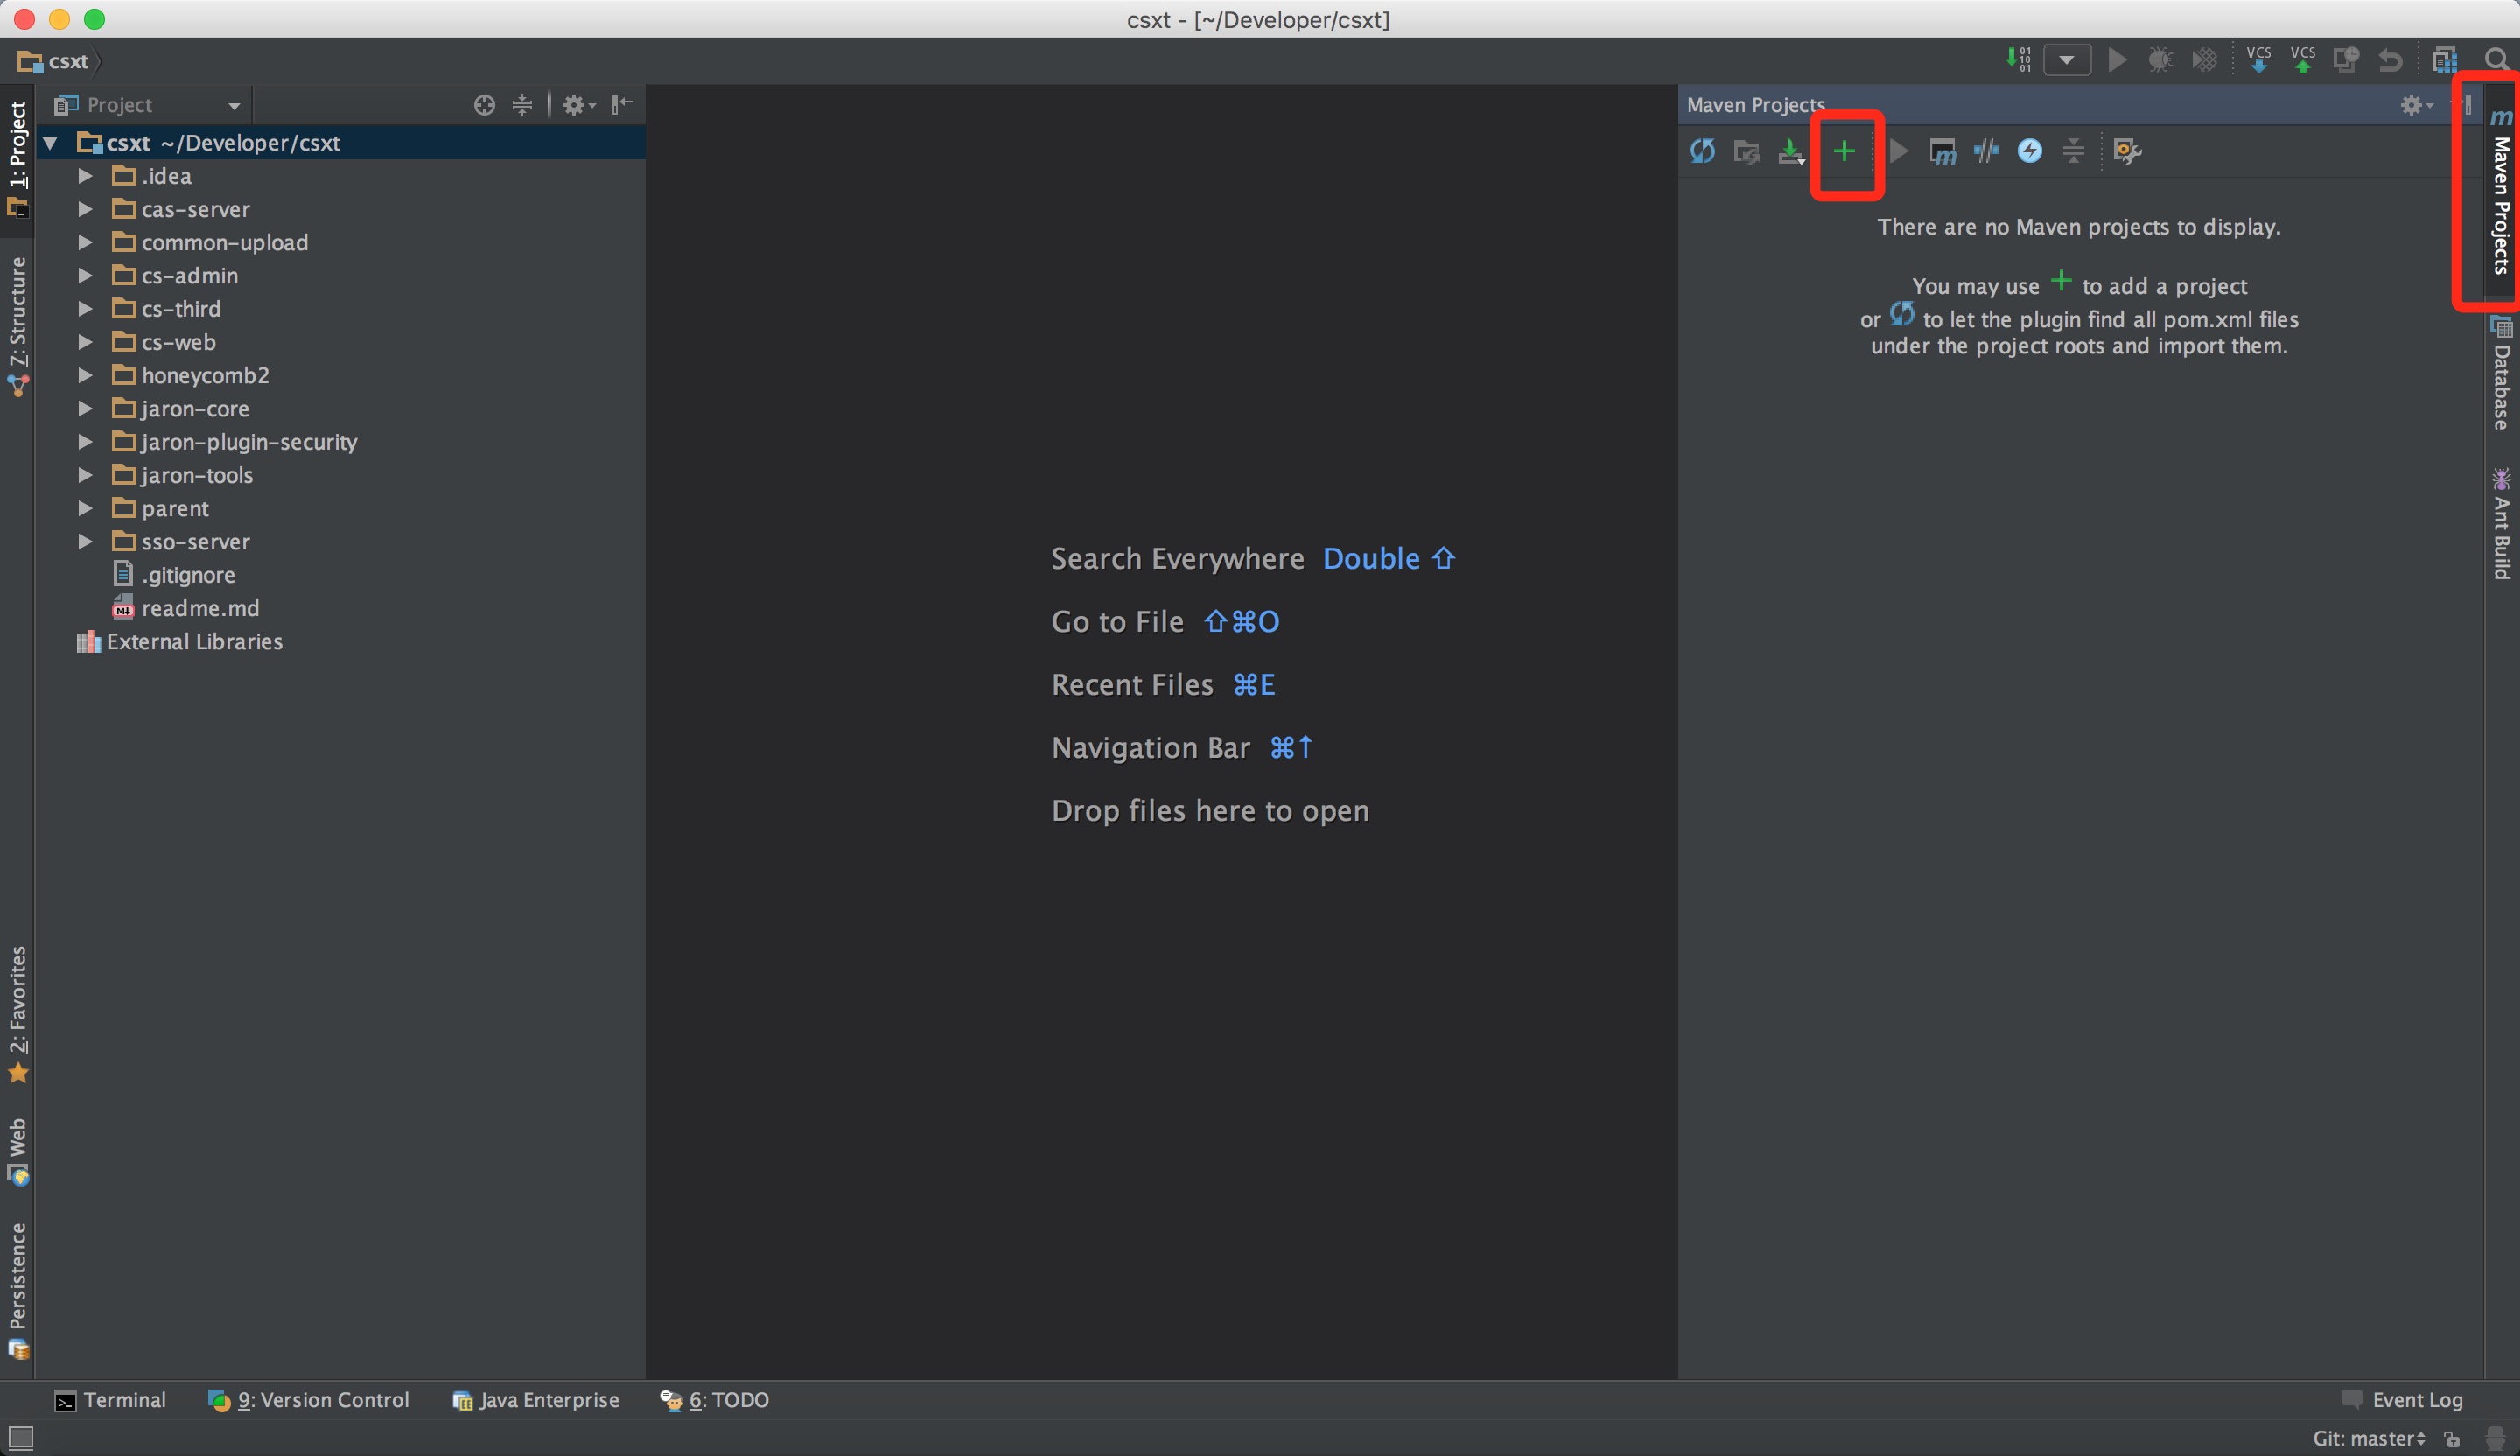 csxt - [~/Developer/csxt]
csxt
VCS
VCS
1: Project
Project
csxt ~/Developer/csxt
.idea
cas-server
common-upload
cs-admin
cs-third
cs-web
honeycomb2
jaron-core
jaron-plugin-security
jaron-tools
parent
sso-server
.gitignore
readme.md
External Libraries
7: Structure
2: Favorites
Web
Persistence
Search Everywhere Double ⇧
Go to File ⇧⌘O
Recent Files ⌘E
Navigation Bar ⌘↑
Drop files here to open
Maven Projects
There are no Maven projects to display.
You may use + to add a project
or to let the plugin find all pom.xml files
under the project roots and import them.
Maven Projects
Database
Ant Build
Terminal
9: Version Control
Java Enterprise
6: TODO
Event Log
Git: master